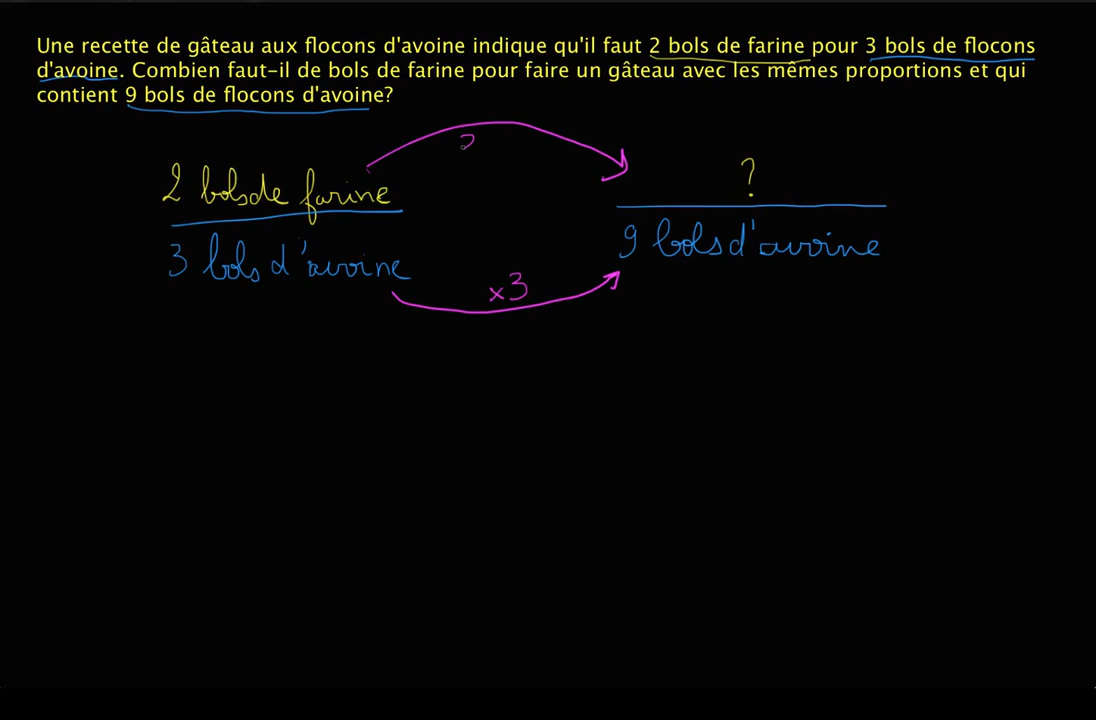 Une recette de gâteau aux flocons d'avoine indique qu'il faut 2 bols de farine pour 3 bols de flocons
d'avoine. Combien faut-il de bols de farine pour faire un gâteau avec les mêmes proportions et qui
contient 9 bols de flocons d'avoine?
2 bols de farine
?
3 bols d'avoine
9 bols d'avoine
x3